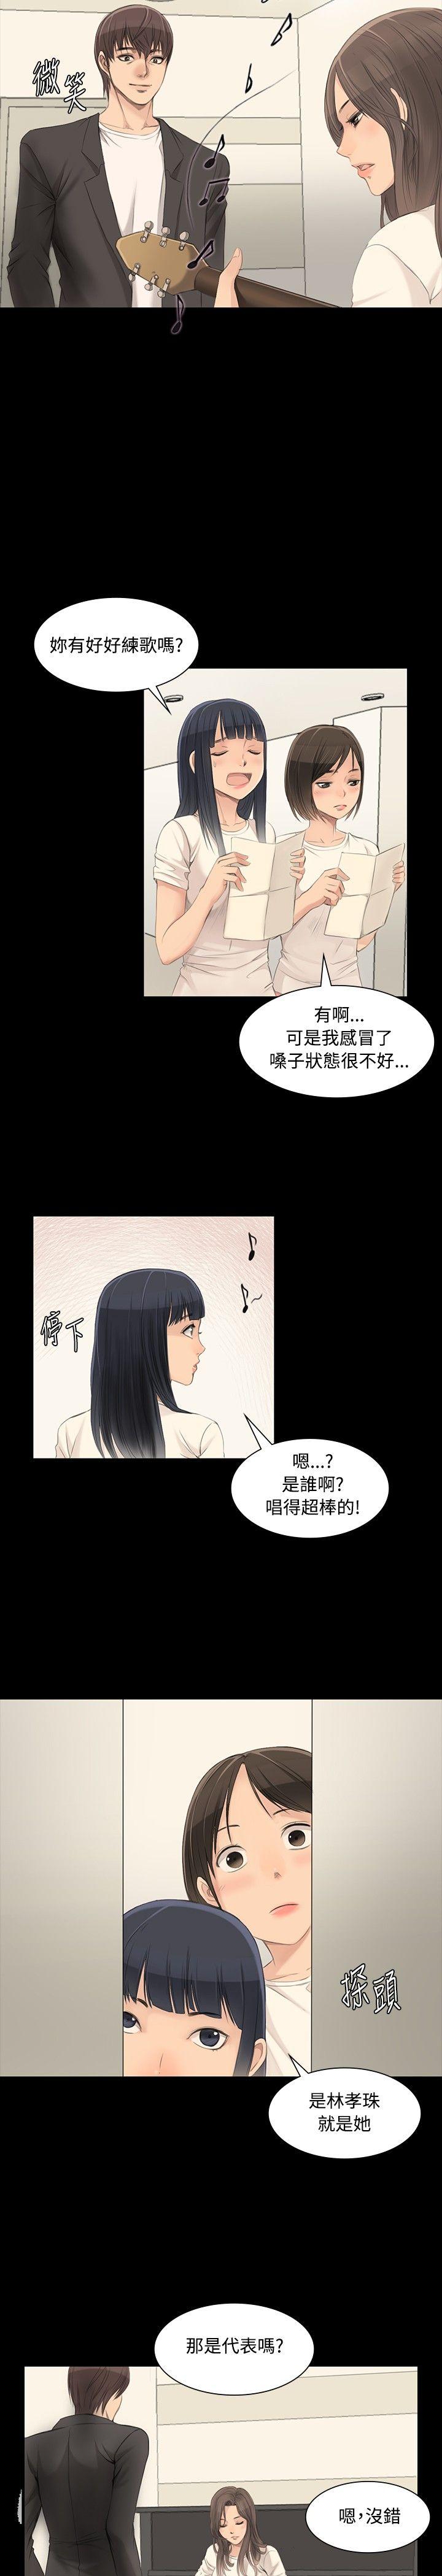 微笑
妳有好好練歌嗎?
有啊...
可是我感冒了
嗓子狀態很不好...
停下
嗯...?
是誰啊?
唱得超棒的!
探頭
是林孝珠
就是她
那是代表嗎?
嗯，沒錯